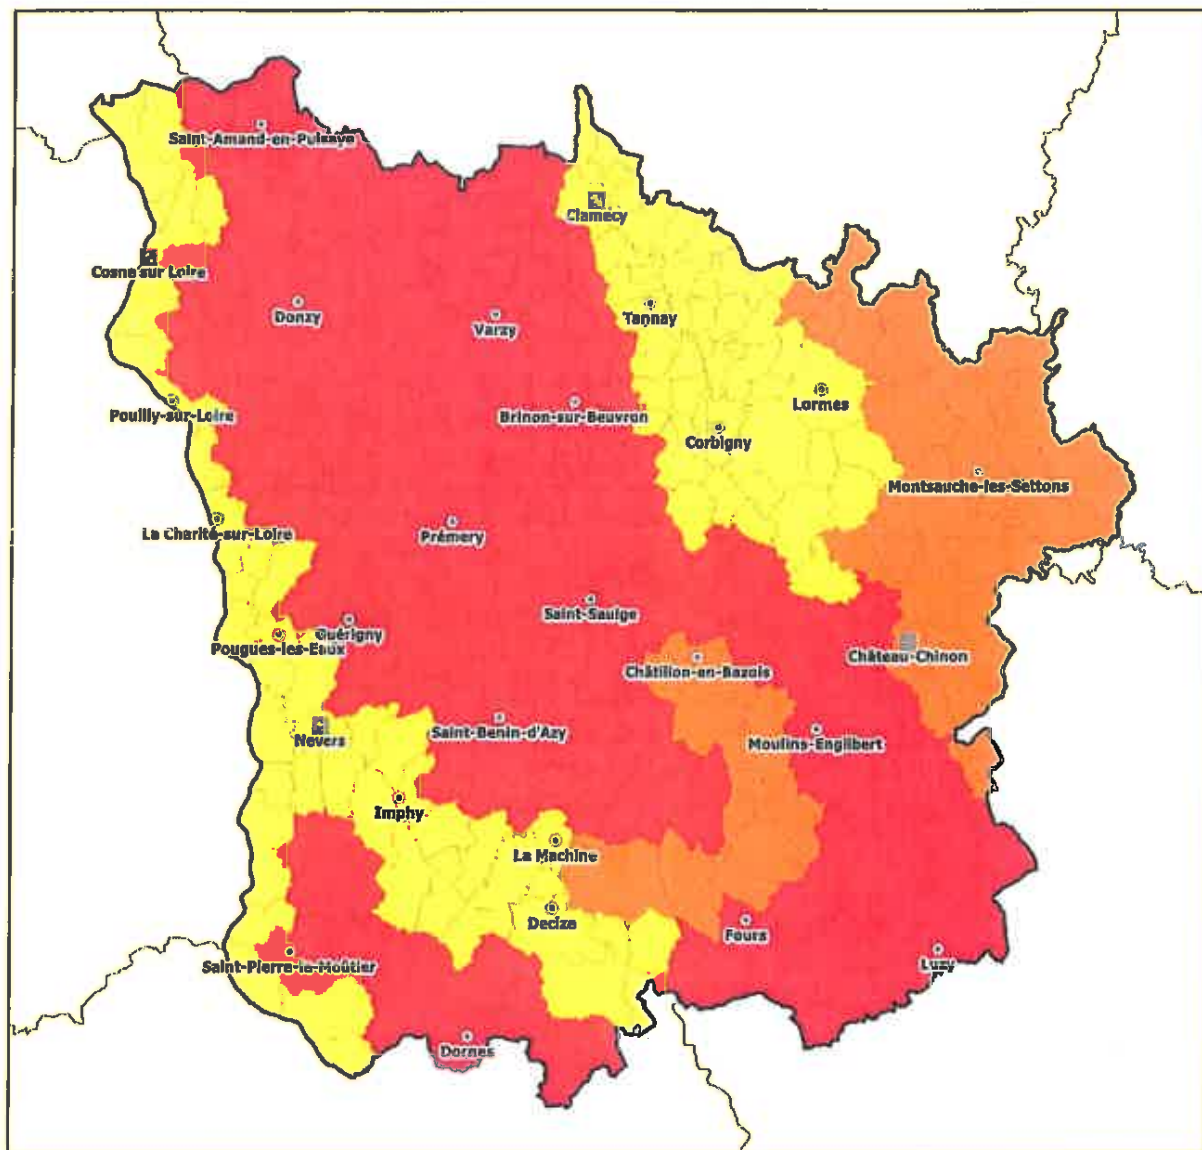 Saint-Amand-en-Puisaye
Clamecy
Cosne sur Loire
Donzy
Varzy
Tannay
Pouilly-sur-Loire
Brinon-sur-Beuvron
Lormes
Corbigny
Montsauche-les-Settons
La Charité-sur-Loire
Prémery
Saint-Saulge
Guérigny
Pougues-les-Eaux
Château-Chinon
Châtillon-en-Bazois
Nevers
Saint-Benin-d'Azy
Moulins-Engilbert
Imphy
La Machine
Decize
Fours
Saint-Pierre-le-Moûtier
Luzy
Dornes